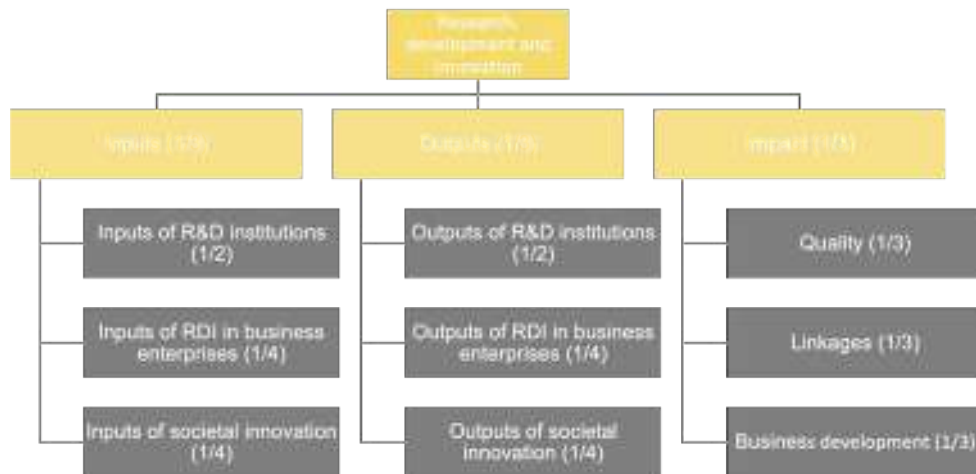 Research,
development and
innovation
Inputs (1/3)
Outputs (1/3)
Impact (1/3)
Inputs of R&D institutions
(1/2)
Outputs of R&D institutions
(1/2)
Quality (1/3)
Inputs of RDI in business
enterprises (1/4)
Outputs of RDI in business
enterprises (1/4)
Linkages (1/3)
Inputs of societal innovation
(1/4)
Outputs of societal
innovation (1/4)
Business development (1/3)